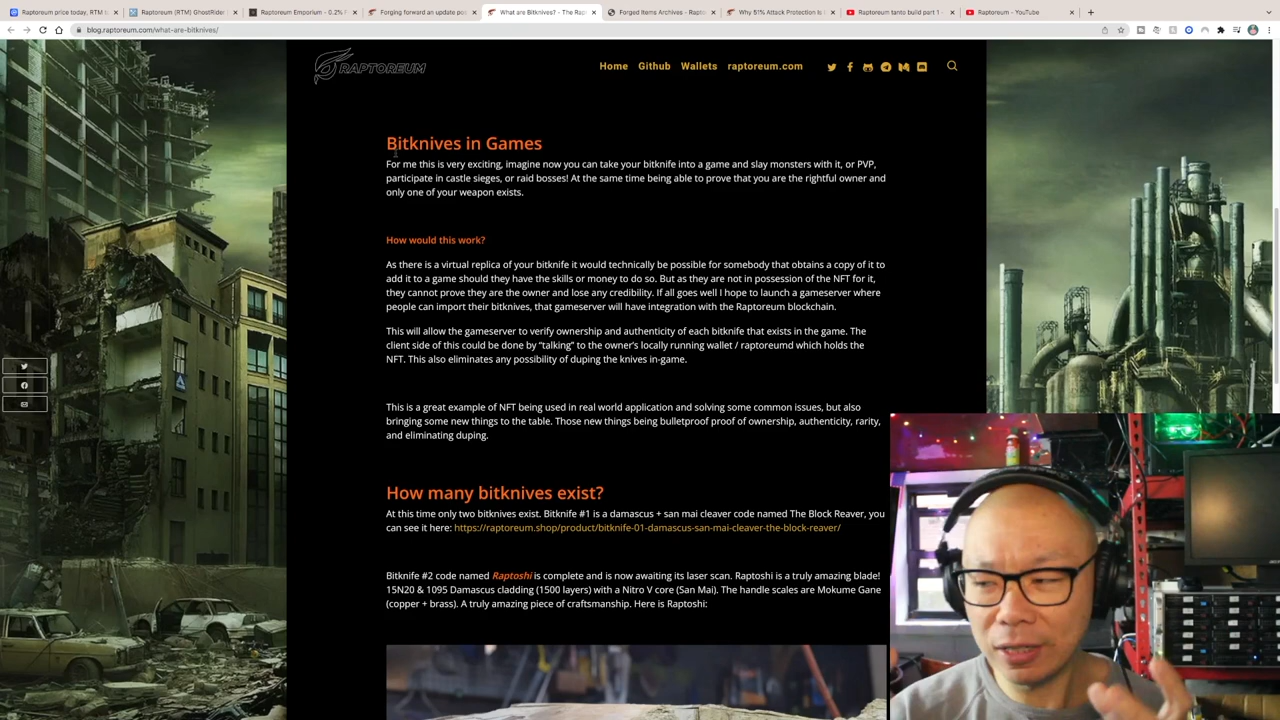 Raptoreum price today, RTM to
Raptoreum (RTM) GhostRider
Raptoreum Emporium - 0.2% F
Forging forward an update po
What are Bitknives? - The Rap
Forged Items Archives - Rapto
Why 51% Attack Protection Is
Raptoreum tanto build part 1
Raptoreum - YouTube
blog.raptoreum.com/what-are-bitknives/
RAPTOREUM
Home Github Wallets raptoreum.com
Bitknives in Games
For me this is very exciting, imagine now you can take your bitknife into a game and slay monsters with it, or PVP,
participate in castle sieges, or raid bosses! At the same time being able to prove that you are the rightful owner and
only one of your weapon exists.
How would this work?
As there is a virtual replica of your bitknife it would technically be possible for somebody that obtains a copy of it to
add it to a game should they have the skills or money to do so. But as they are not in possession of the NFT for it,
they cannot prove they are the owner and lose any credibility. If all goes well I hope to launch a gameserver where
people can import their bitknives, that gameserver will have integration with the Raptoreum blockchain.
This will allow the gameserver to verify ownership and authenticity of each bitknife that exists in the game. The
client side of this could be done by “talking” to the owner's locally running wallet / raptoreumd which holds the
NFT. This also eliminates any possibility of duping the knives in-game.
This is a great example of NFT being used in real world application and solving some common issues, but also
bringing some new things to the table. Those new things being bulletproof proof of ownership, authenticity, rarity,
and eliminating duping.
How many bitknives exist?
At this time only two bitknives exist. Bitknife #1 is a damascus + san mai cleaver code named The Block Reaver, you
can see it here: https://raptoreum.shop/product/bitknife-01-damascus-san-mai-cleaver-the-block-reaver/
Bitknife #2 code named Raptoshi is complete and is now awaiting its laser scan. Raptoshi is a truly amazing blade!
15N20 & 1095 Damascus cladding (1500 layers) with a Nitro V core (San Mai). The handle scales are Mokume Gane
(copper + brass). A truly amazing piece of craftsmanship. Here is Raptoshi: